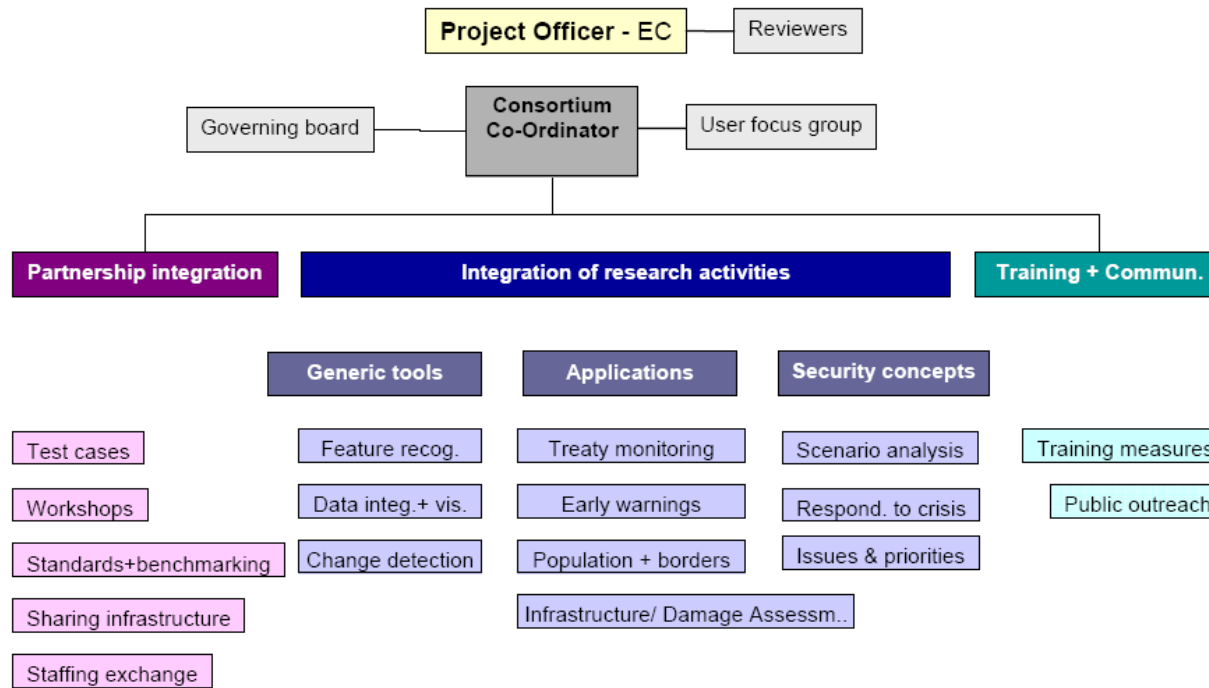 Project Officer - EC
Reviewers
Consortium
Co-Ordinator
Governing board
User focus group
Partnership integration
Integration of research activities
Training + Commun.
Generic tools
Applications
Security concepts
Test cases
Workshops
Standards+benchmarking
Sharing infrastructure
Staffing exchange
Feature recog.
Data integ.+ vis.
Change detection
Treaty monitoring
Early warnings
Population + borders
Infrastructure/ Damage Assessm..
Scenario analysis
Respond. to crisis
Issues & priorities
Training measures
Public outreach